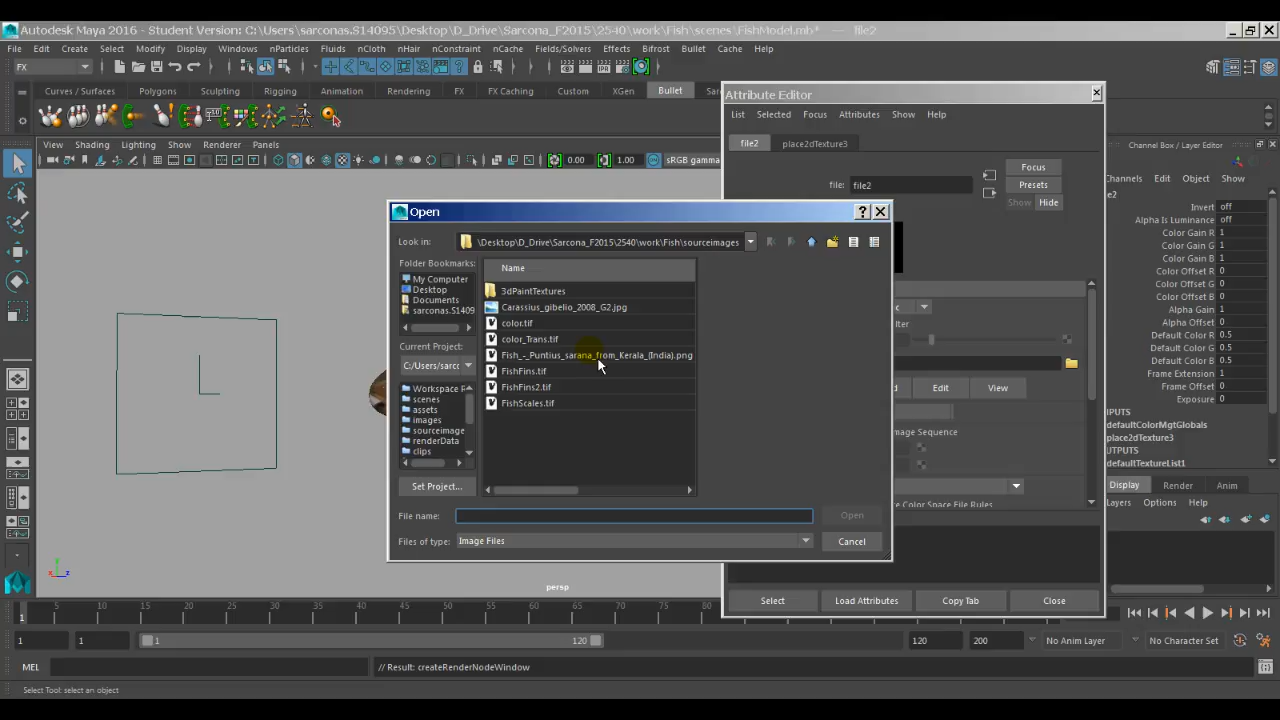 Autodesk Maya 2016 - Student Version: C:\Users\sarconas.S14095\Desktop\D_Drive\Sarcona_F2015\2540\work\Fish\scenes\FishModel.mb* --- file2
File Edit Create Select Modify Display Windows nParticles Fluids nCloth nHair nConstraint nCache Fields/Solvers Effects Bifrost Bullet Cache Help
FX
Curves / Surfaces Polygons Sculpting Rigging Animation Rendering FX FX Caching Custom XGen Bullet Sar
View Shading Lighting Show Renderer Panels
0.00 1.00 sRGB gamma
Attribute Editor
List Selected Focus Attributes Show Help
file2 place2dTexture3
file: file2
Focus
Presets
Show Hide
Edit View
mage Sequence
e Color Space File Rules
Select Load Attributes Copy Tab Close
Open
Look in: \Desktop\D_Drive\Sarcona_F2015\2540\work\Fish\sourceimages
Folder Bookmarks:
My Computer
Desktop
Documents
sarconas.S1409
Current Project:
C:/Users/sarcc
Workspace R
scenes
assets
images
sourceimage
renderData
clips
Set Project...
Name
3dPaintTextures
Carassius_gibelio_2008_G2.jpg
color.tif
color_Trans.tif
Fish_-_Puntius_sarana_from_Kerala_(India).png
FishFins.tif
FishFins2.tif
FishScales.tif
File name:
Open
Files of type: Image Files
Cancel
Channel Box / Layer Editor
Channels Edit Object Show
e2
Invert off
Alpha Is Luminance off
Color Gain R 1
Color Gain G 1
Color Gain B 1
Color Offset R 0
Color Offset G 0
Color Offset B 0
Alpha Gain 1
Alpha Offset 0
Default Color R 0.5
Default Color G 0.5
Default Color B 0.5
Frame Extension 1
Frame Offset 0
Exposure 0
PUTS
defaultColorMgtGlobals
place2dTexture3
UTPUTS
defaultTextureList1
Display Render Anim
Layers Options Help
persp
y
x z
5 10 15 20 25 30 35 40 45 50 55 60 65 70 75 80
1
1 1 1 120 120 200 No Anim Layer No Character Set
MEL // Result: createRenderNodeWindow
Select Tool: select an object